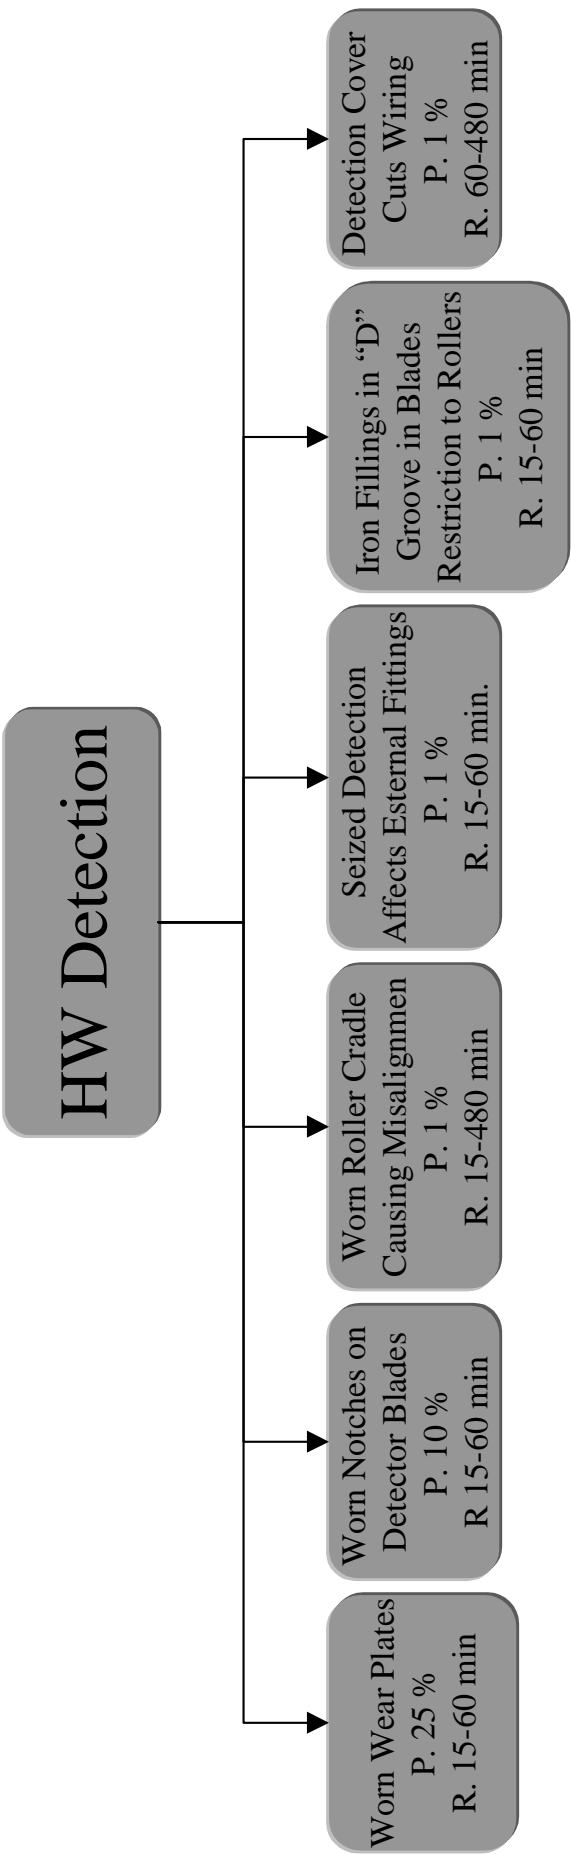 HW Detection
Worn Wear Plates
P. 25 %
R. 15-60 min
Worn Notches on
Detector Blades
P. 10 %
R 15-60 min
Worn Roller Cradle
Causing Misalignmen
P. 1 %
R. 15-480 min
Seized Detection
Affects Esternal Fittings
P. 1 %
R. 15-60 min.
Iron Fillings in “D”
Groove in Blades
Restriction to Rollers
P. 1 %
R. 15-60 min
Detection Cover
Cuts Wiring
P. 1 %
R. 60-480 min